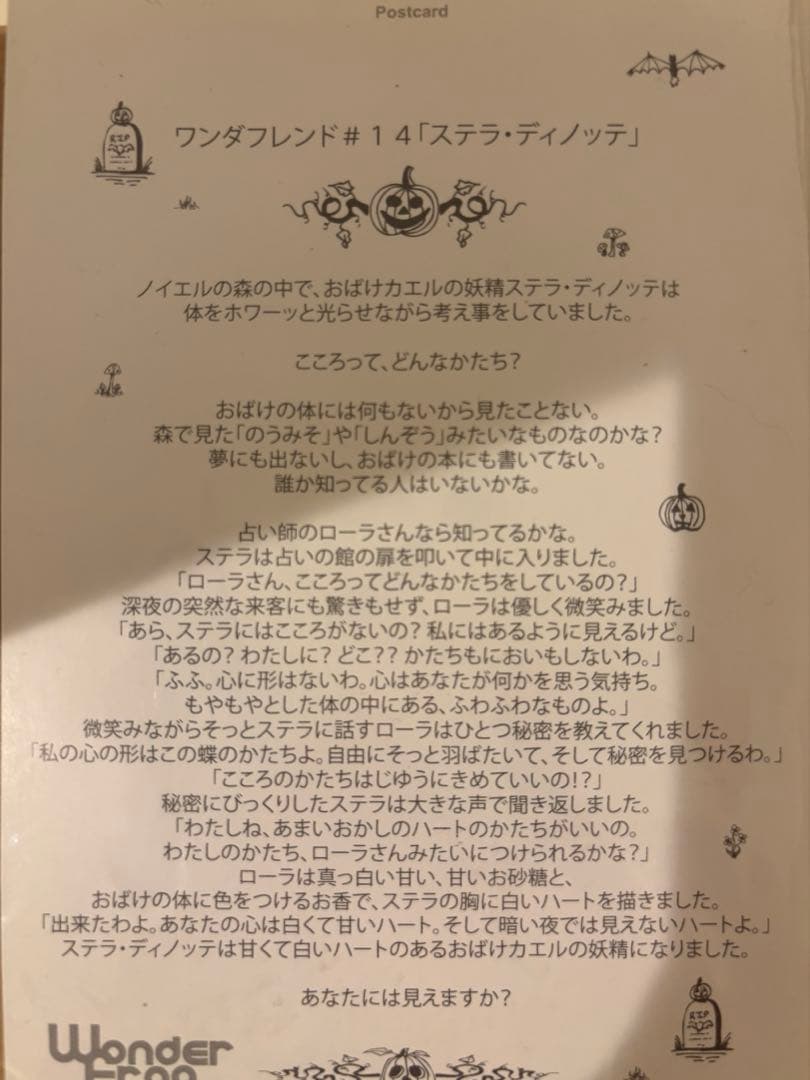 Postcard
RIP
ワンダフレンド＃１４「ステラ・ディノッテ」
ノイエルの森の中で、おばけカエルの妖精ステラ・ディノッテは
体をホワーッと光らせながら考え事をしていました。
こころって、どんなかたち？
おばけの体には何もないから見たことない。
森で見た「のうみそ」や「しんぞう」みたいなものなのかな？
夢にも出ないし、おばけの本にも書いてない。
誰か知ってる人はいないかな。
占い師のローラさんなら知ってるかな。
ステラは占いの館の扉を叩いて中に入りました。
「ローラさん、こころってどんなかたちをしているの？」
深夜の突然な来客にも驚きもせず、ローラは優しく微笑みました。
「あら、ステラにはこころがないの？私にはあるように見えるけど。」
「あるの？わたしに？どこ？？かたちもにおいもしないわ。」
「ふふ。心に形はないわ。心はあなたが何かを思う気持ち。
もやもやとした体の中にある、ふわふわなものよ。」
微笑みながらそっとステラに話すローラはひとつ秘密を教えてくれました。
「私の心の形はこの蝶のかたちよ。自由にそっと羽ばたいて、そして秘密を見つけるわ。」
「こころのかたちはじゆうにきめていいの!?」
秘密にびっくりしたステラは大きな声で聞き返しました。
「わたしね、あまいおかしのハートのかたちがいいの。
わたしのかたち、ローラさんみたいにつけられるかな？」
ローラは真っ白い甘い、甘いお砂糖と、
おばけの体に色をつけるお香で、ステラの胸に白いハートを描きました。
「出来たわよ。あなたの心は白くて甘いハート。そして暗い夜では見えないハートよ。」
ステラ・ディノッテは甘くて白いハートのあるおばけカエルの妖精になりました。
あなたには見えますか？
RIP
Wonder
Frog